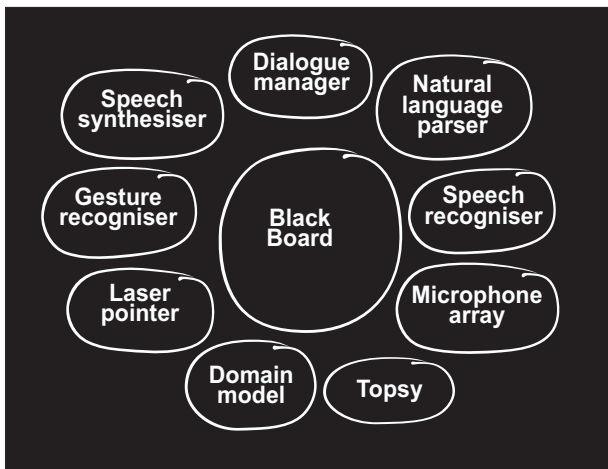 Dialogue
manager
Natural
language
parser
Speech
synthesiser
Gesture
recogniser
Black
Board
Speech
recogniser
Laser
pointer
Microphone
array
Domain
model
Topsy